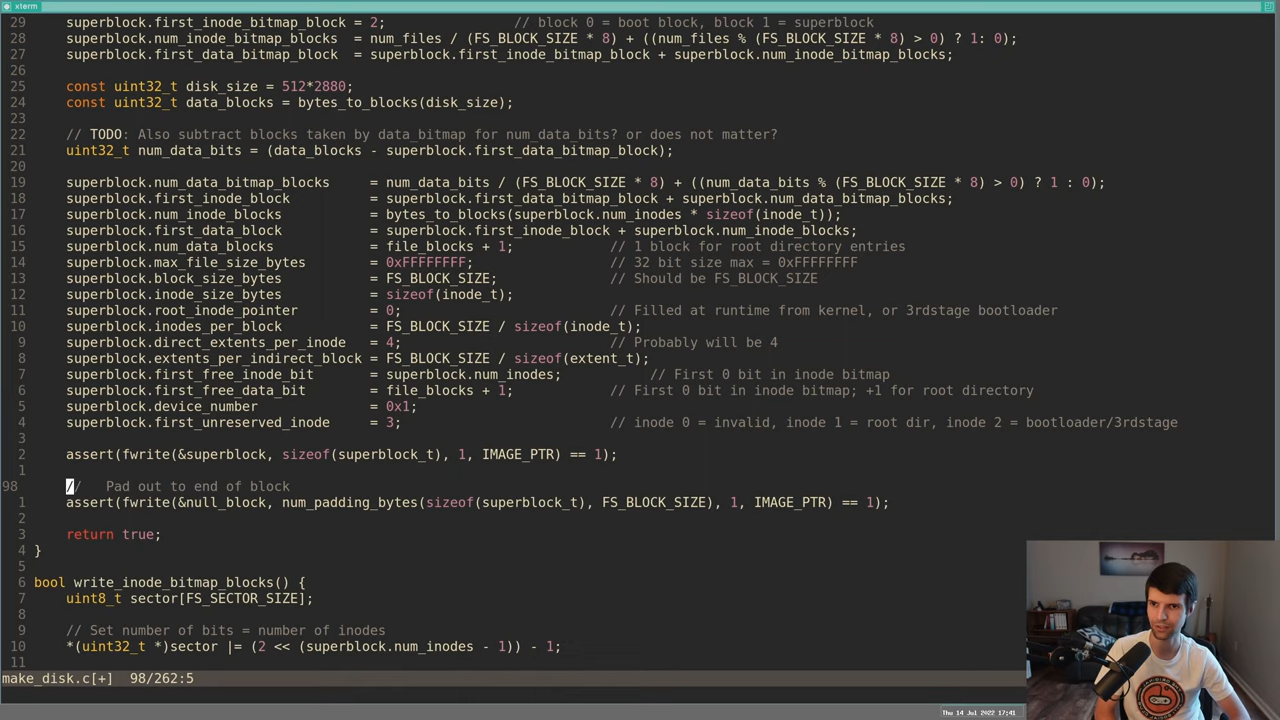 xterm
29 superblock.first_inode_bitmap_block = 2; // block 0 = boot block, block 1 = superblock
28 superblock.num_inode_bitmap_blocks = num_files / (FS_BLOCK_SIZE * 8) + ((num_files % (FS_BLOCK_SIZE * 8) > 0) ? 1: 0);
27 superblock.first_data_bitmap_block = superblock.first_inode_bitmap_block + superblock.num_inode_bitmap_blocks;
26
25 const uint32_t disk_size = 512*2880;
24 const uint32_t data_blocks = bytes_to_blocks(disk_size);
23
22 // TODO: Also subtract blocks taken by data_bitmap for num_data_bits? or does not matter?
21 uint32_t num_data_bits = (data_blocks - superblock.first_data_bitmap_block);
20
19 superblock.num_data_bitmap_blocks = num_data_bits / (FS_BLOCK_SIZE * 8) + ((num_data_bits % (FS_BLOCK_SIZE * 8) > 0) ? 1 : 0);
18 superblock.first_inode_block = superblock.first_data_bitmap_block + superblock.num_data_bitmap_blocks;
17 superblock.num_inode_blocks = bytes_to_blocks(superblock.num_inodes * sizeof(inode_t));
16 superblock.first_data_block = superblock.first_inode_block + superblock.num_inode_blocks;
15 superblock.num_data_blocks = file_blocks + 1; // 1 block for root directory entries
14 superblock.max_file_size_bytes = 0xFFFFFFFF; // 32 bit size max = 0xFFFFFFFF
13 superblock.block_size_bytes = FS_BLOCK_SIZE; // Should be FS_BLOCK_SIZE
12 superblock.inode_size_bytes = sizeof(inode_t);
11 superblock.root_inode_pointer = 0; // Filled at runtime from kernel, or 3rdstage bootloader
10 superblock.inodes_per_block = FS_BLOCK_SIZE / sizeof(inode_t);
9 superblock.direct_extents_per_inode = 4; // Probably will be 4
8 superblock.extents_per_indirect_block = FS_BLOCK_SIZE / sizeof(extent_t);
7 superblock.first_free_inode_bit = superblock.num_inodes; // First 0 bit in inode bitmap
6 superblock.first_free_data_bit = file_blocks + 1; // First 0 bit in inode bitmap; +1 for root directory
5 superblock.device_number = 0x1;
4 superblock.first_unreserved_inode = 3; // inode 0 = invalid, inode 1 = root dir, inode 2 = bootloader/3rdstage
3
2 assert(fwrite(&superblock, sizeof(superblock_t), 1, IMAGE_PTR) == 1);
1
98 // Pad out to end of block
1 assert(fwrite(&null_block, num_padding_bytes(sizeof(superblock_t), FS_BLOCK_SIZE), 1, IMAGE_PTR) == 1);
2
3 return true;
4 }
5
6 bool write_inode_bitmap_blocks() {
7 uint8_t sector[FS_SECTOR_SIZE];
8
9 // Set number of bits = number of inodes
10 *(uint32_t *)sector |= (2 << (superblock.num_inodes - 1)) - 1;
11
make_disk.c[+] 98/262:5
Thu 14 Jul 2022 17:41